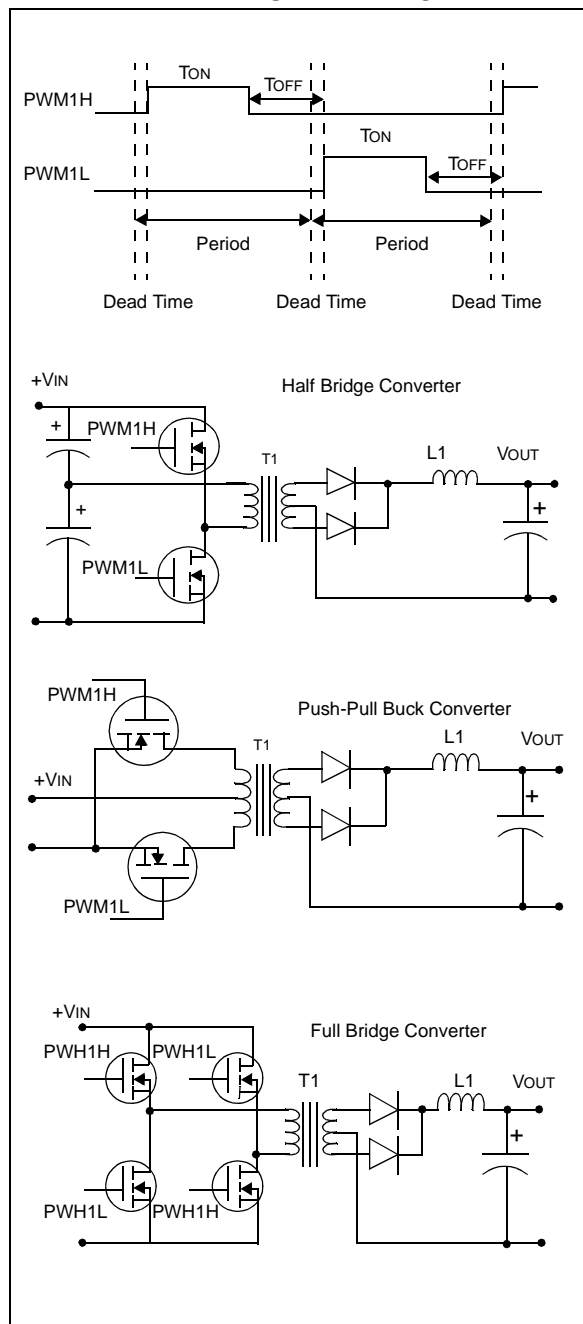 TON
PWM1H
TOFF
TON
PWM1L
TOFF
Period
Period
Dead Time
Dead Time
Dead Time
+VIN
Half Bridge Converter
+
PWM1H
T1
L1
VOUT
+
+
PWM1L
PWM1H
Push-Pull Buck Converter
T1
L1
VOUT
+VIN
+
PWM1L
+VIN
Full Bridge Converter
PWH1H
PWH1L
T1
L1
VOUT
+
PWH1L
PWH1H